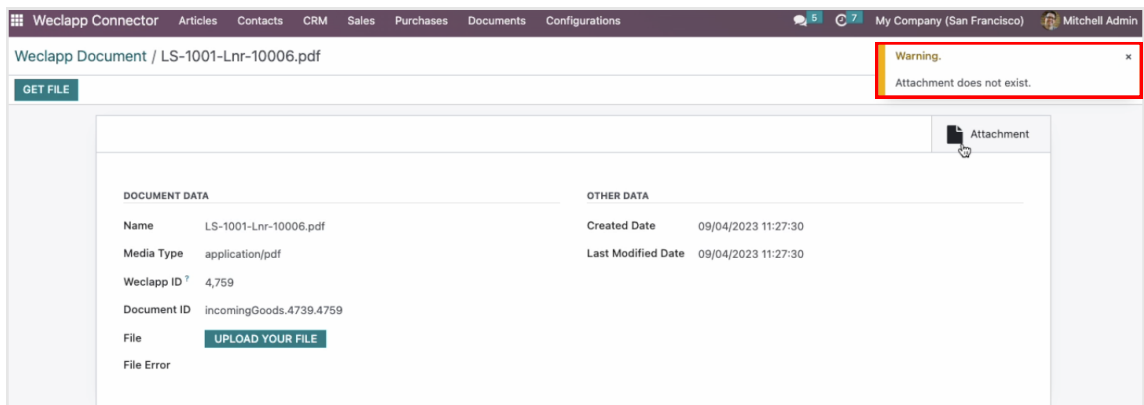 Weclapp Connector Articles Contacts CRM Sales Purchases Documents Configurations 5 7 My Company (San Francisco) Mitchell Admin
Weclapp Document / LS-1001-Lnr-10006.pdf
Warning. ×
Attachment does not exist.
GET FILE
Attachment
DOCUMENT DATA
Name LS-1001-Lnr-10006.pdf
Media Type application/pdf
Weclapp ID ? 4,759
Document ID incomingGoods.4739.4759
File UPLOAD YOUR FILE
File Error
OTHER DATA
Created Date 09/04/2023 11:27:30
Last Modified Date 09/04/2023 11:27:30